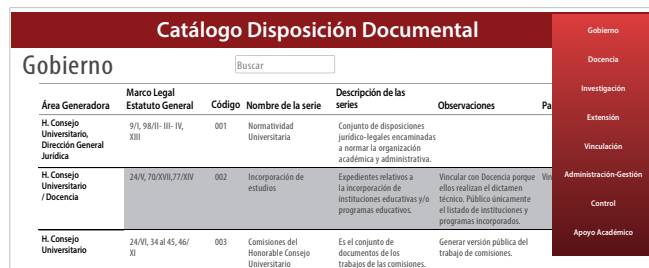 Catálogo Disposición Documental
Gobierno
Buscar
Área Generadora
Marco Legal
Estatuto General
Código
Nombre de la serie
Descripción de las
series
Observaciones
Pa
H. Consejo
Universitario,
Dirección General
Jurídica
9/I, 98/II- III- IV,
XIII
001
Normatividad
Universitaria
Conjunto de disposiciones
jurídico-legales encaminadas
a normar la organización
académica y administrativa.
H. Consejo
Universitario
/ Docencia
24/V, 70/XVII,77/XIV
002
Incorporación de
estudios
Expedientes relativos a
la incorporación de
instituciones educativas y/o
programas educativos.
Vincular con Docencia porque
ellos realizan el dictamen
técnico. Público únicamente
el listado de instituciones y
programas incorporados.
Vin
H. Consejo
Universitario
24/VI, 34 al 45, 46/
XI
003
Comisiones del
Honorable Consejo
Universitario
Es el conjunto de
documentos de los
trabajos de las comisiones.
Generar versión pública del
trabajo de comisiones.
Gobierno
Docencia
Investigación
Extensión
Vinculación
Administración-Gestión
Control
Apoyo Académico